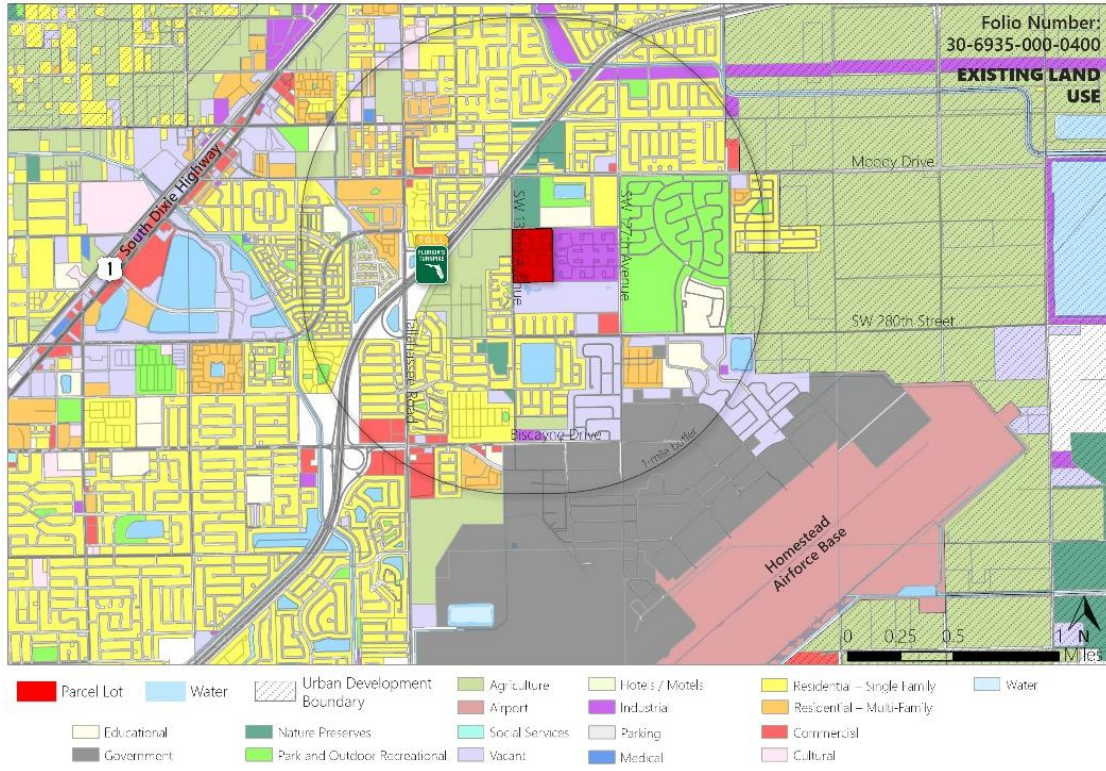 Folio Number:
30-6935-000-0400
EXISTING LAND
USE
South Dixie Highway
1
TOLL
FLORIDA'S
TURNPIKE
Moody Drive
SW 127th Avenue
Avenue
SW 280th Street
Tallahassee Road
Biscayne Drive
1-mile buffer
Homestead
Airforce Base
0 0.25 0.5 1 Miles
N
Parcel Lot
Water
Urban Development
Boundary
Educational
Government
Nature Preserves
Park and Outdoor Recreational
Agriculture
Airport
Social Services
Vacant
Hotels / Motels
Industrial
Parking
Medical
Residential – Single Family
Residential – Multi-Family
Commercial
Cultural
Water